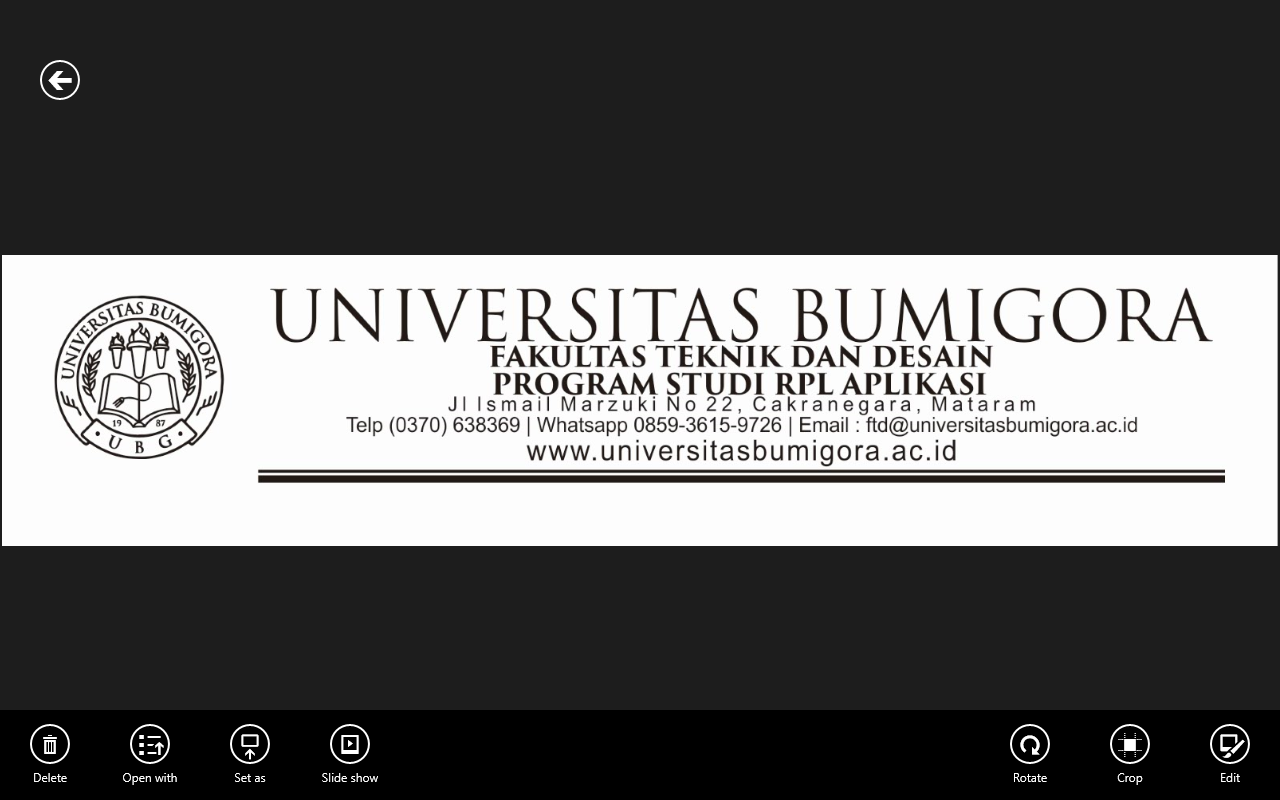 UNIVERSITAS BUMIGORA
19 87
U B G
UNIVERSITAS BUMIGORA
FAKULTAS TEKNIK DAN DESAIN
PROGRAM STUDI RPL APLIKASI
Jl Ismail Marzuki No 22, Cakranegara, Mataram
Telp (0370) 638369 | Whatsapp 0859-3615-9726 | Email : ftd@universitasbumigora.ac.id
www.universitasbumigora.ac.id
Delete Open with Set as Slide show Rotate Crop Edit